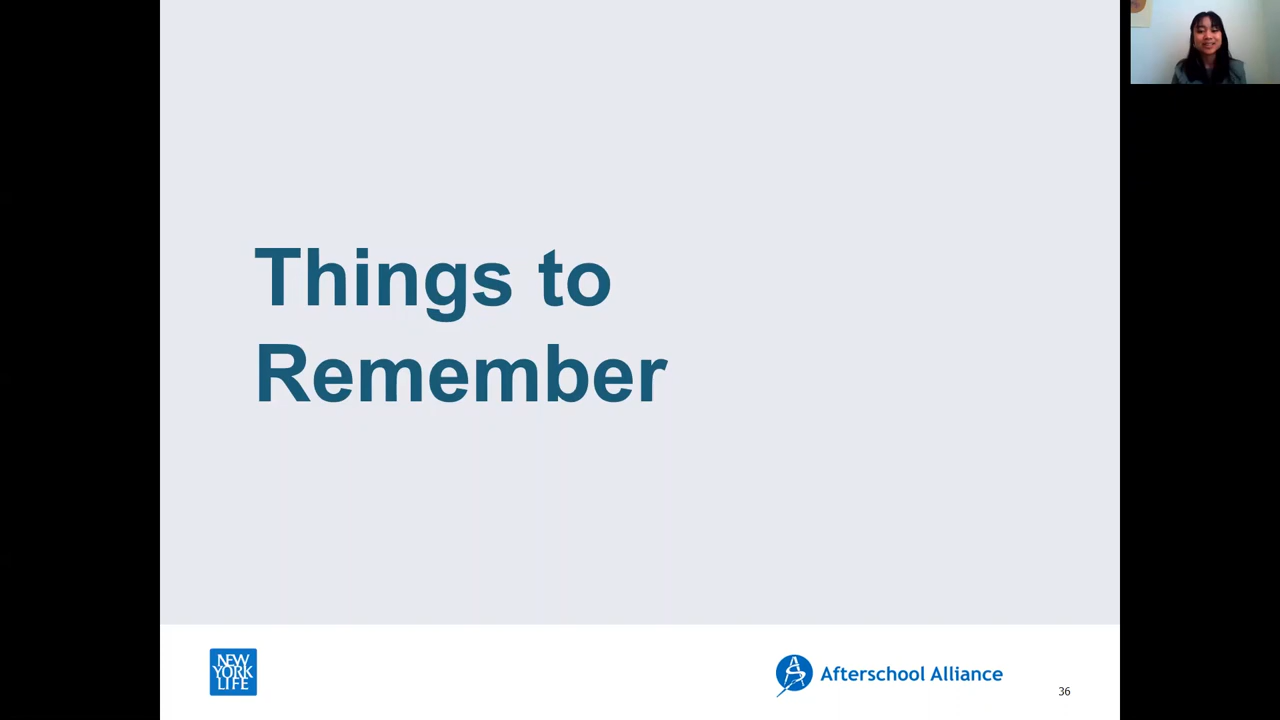 Things to
Remember
NEW
YORK
LIFE
Afterschool Alliance
36